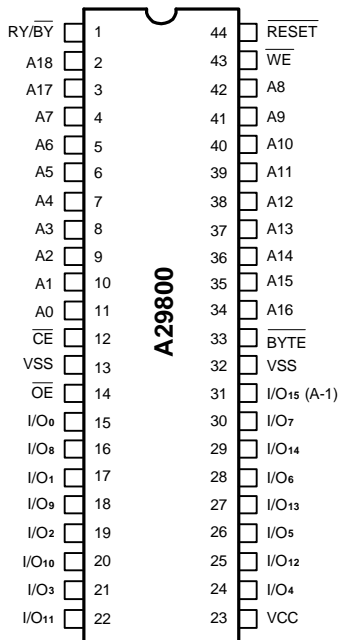 RY/BY 1 44 RESET
A18 2 43 WE
A17 3 42 A8
A7 4 41 A9
A6 5 40 A10
A5 6 39 A11
A4 7 38 A12
A3 8 37 A13
A2 9 36 A14
A1 10 35 A15
A0 11 34 A16
CE 12 33 BYTE
VSS 13 32 VSS
OE 14 31 I/O15 (A-1)
I/O0 15 30 I/O7
I/O8 16 29 I/O14
I/O1 17 28 I/O6
I/O9 18 27 I/O13
I/O2 19 26 I/O5
I/O10 20 25 I/O12
I/O3 21 24 I/O4
I/O11 22 23 VCC
A29800